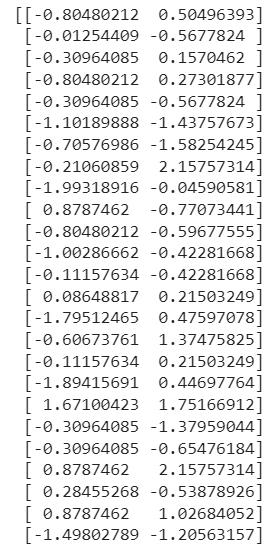 [[-0.80480212  0.50496393]
 [-0.01254409 -0.5677824 ]
 [-0.30964085  0.1570462 ]
 [-0.80480212  0.27301877]
 [-0.30964085 -0.5677824 ]
 [-1.10189888 -1.43757673]
 [-0.70576986 -1.58254245]
 [-0.21060859  2.15757314]
 [-1.99318916 -0.04590581]
 [ 0.8787462  -0.77073441]
 [-0.80480212 -0.59677555]
 [-1.00286662 -0.42281668]
 [-0.11157634 -0.42281668]
 [ 0.08648817  0.21503249]
 [-1.79512465  0.47597078]
 [-0.60673761  1.37475825]
 [-0.11157634  0.21503249]
 [-1.89415691  0.44697764]
 [ 1.67100423  1.75166912]
 [-0.30964085 -1.37959044]
 [-0.30964085 -0.65476184]
 [ 0.8787462   2.15757314]
 [ 0.28455268 -0.53878926]
 [ 0.8787462   1.02684052]
 [-1.49802789 -1.20563157]